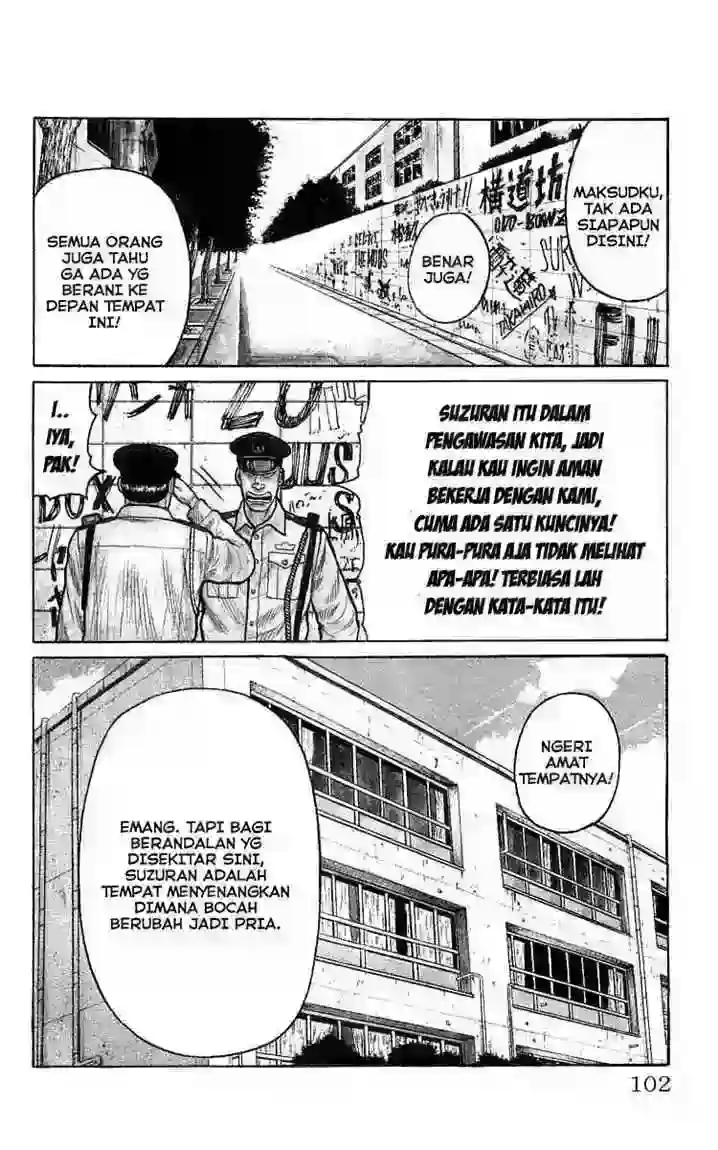 MAKSUDKU,
TAK ADA
SIAPAPUN
DISINI!
BENAR
JUGA!
SEMUA ORANG
JUGA TAHU
GA ADA YG
BERANI KE
DEPAN TEMPAT
INI!
横道坊
TAKAHIRO
I..
IYA,
PAK!
SUZURAN ITU DALAM
PENGAWASAN KITA, JADI
KALAU KAU INGIN AMAN
BEKERJA DENGAN KAMI,
CUMA ADA SATU KUNCINYA!
KAU PURA-PURA AJA TIDAK MELIHAT
APA-APA! TERBIASA LAH
DENGAN KATA-KATA ITU!
NGERI
AMAT
TEMPATNYA!
EMANG. TAPI BAGI
BERANDALAN YG
DISEKITAR SINI,
SUZURAN ADALAH
TEMPAT MENYENANGKAN
DIMANA BOCAH
BERUBAH JADI PRIA.
102